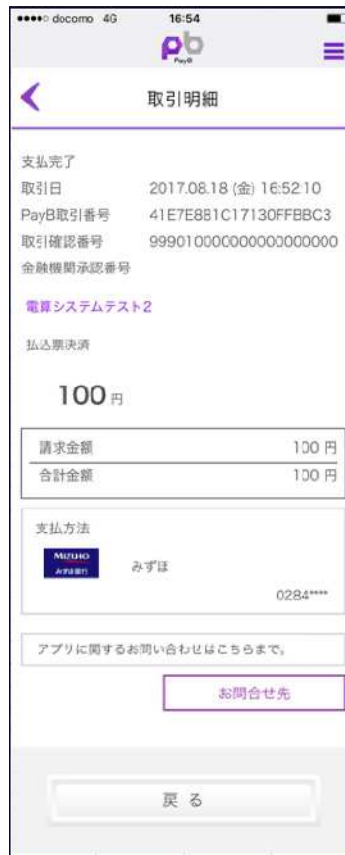 docomo 4G 16:54
pb
PayB
取引明細
支払完了
取引日 2017.08.18 (金) 16:52:10
PayB取引番号 41E7E881C17130FFBBC3
取引確認番号 999010000000000000000
金融機関承認番号
電算システムテスト2
払込票決済
100 円
請求金額 100 円
合計金額 100 円
支払方法
MIZUHO
みずほ銀行
みずほ
0284****
アプリに関するお問い合わせはこちらまで。
お問合せ先
戻る